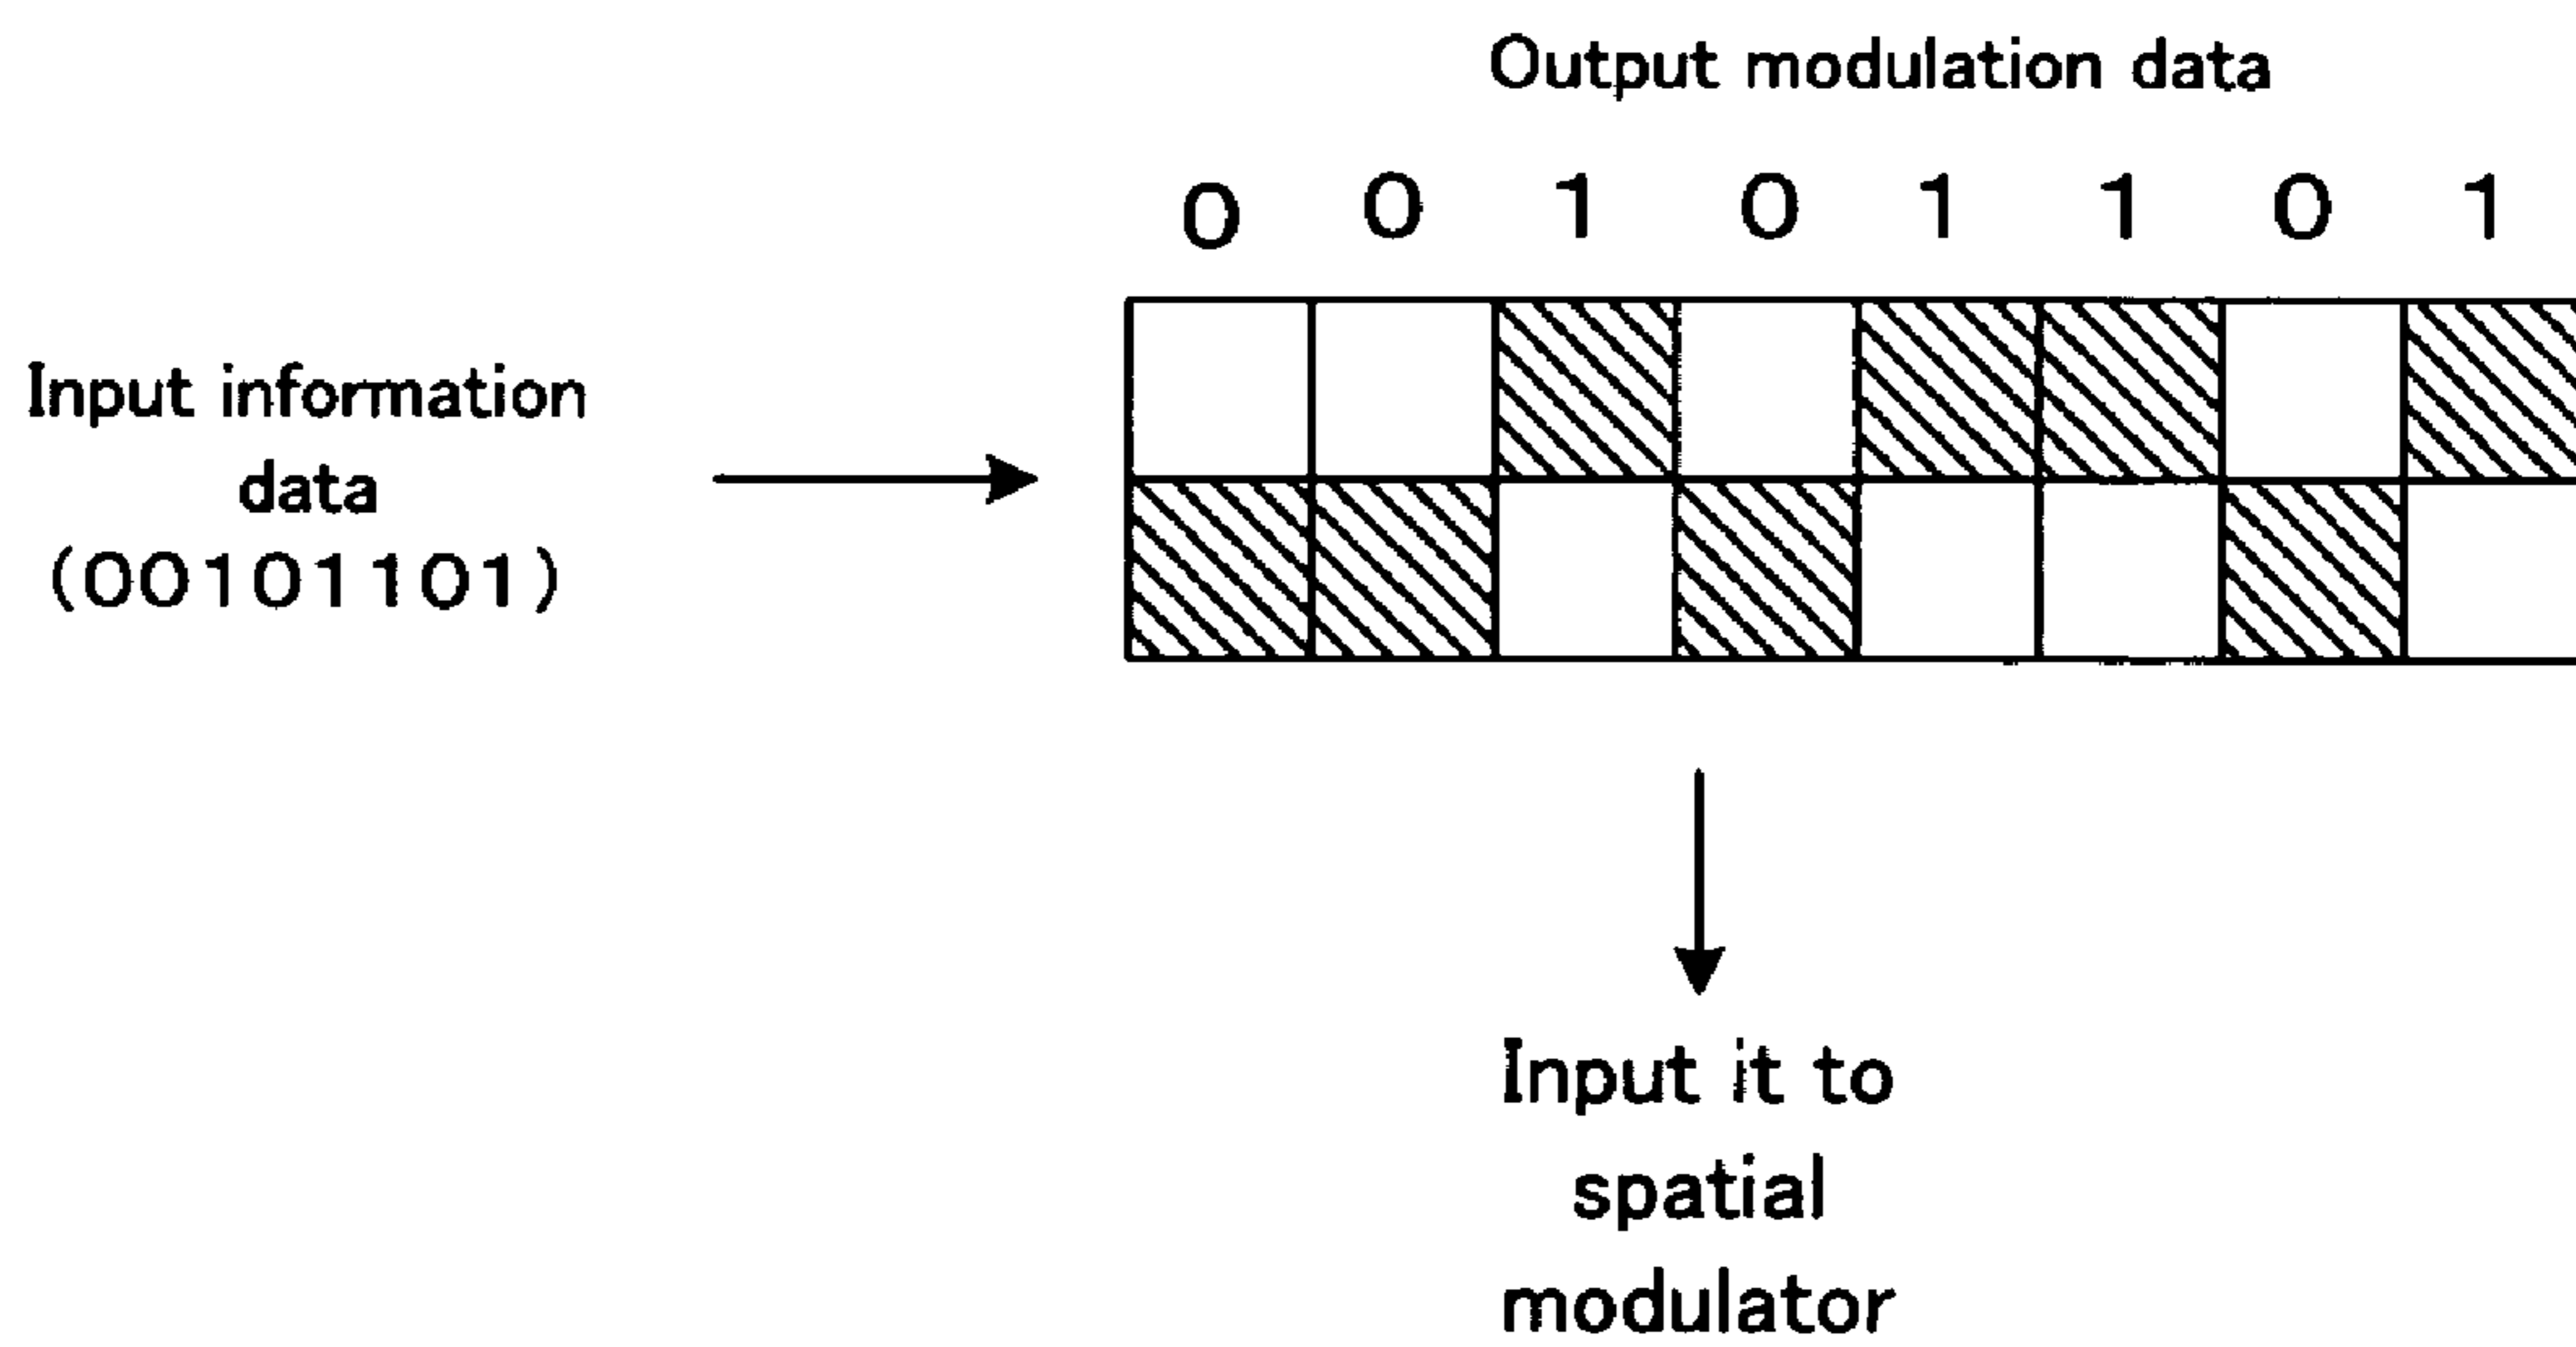 Output modulation data
0 0 1 0 1 1 0 1
Input information
data
(00101101)
Input it to
spatial
modulator